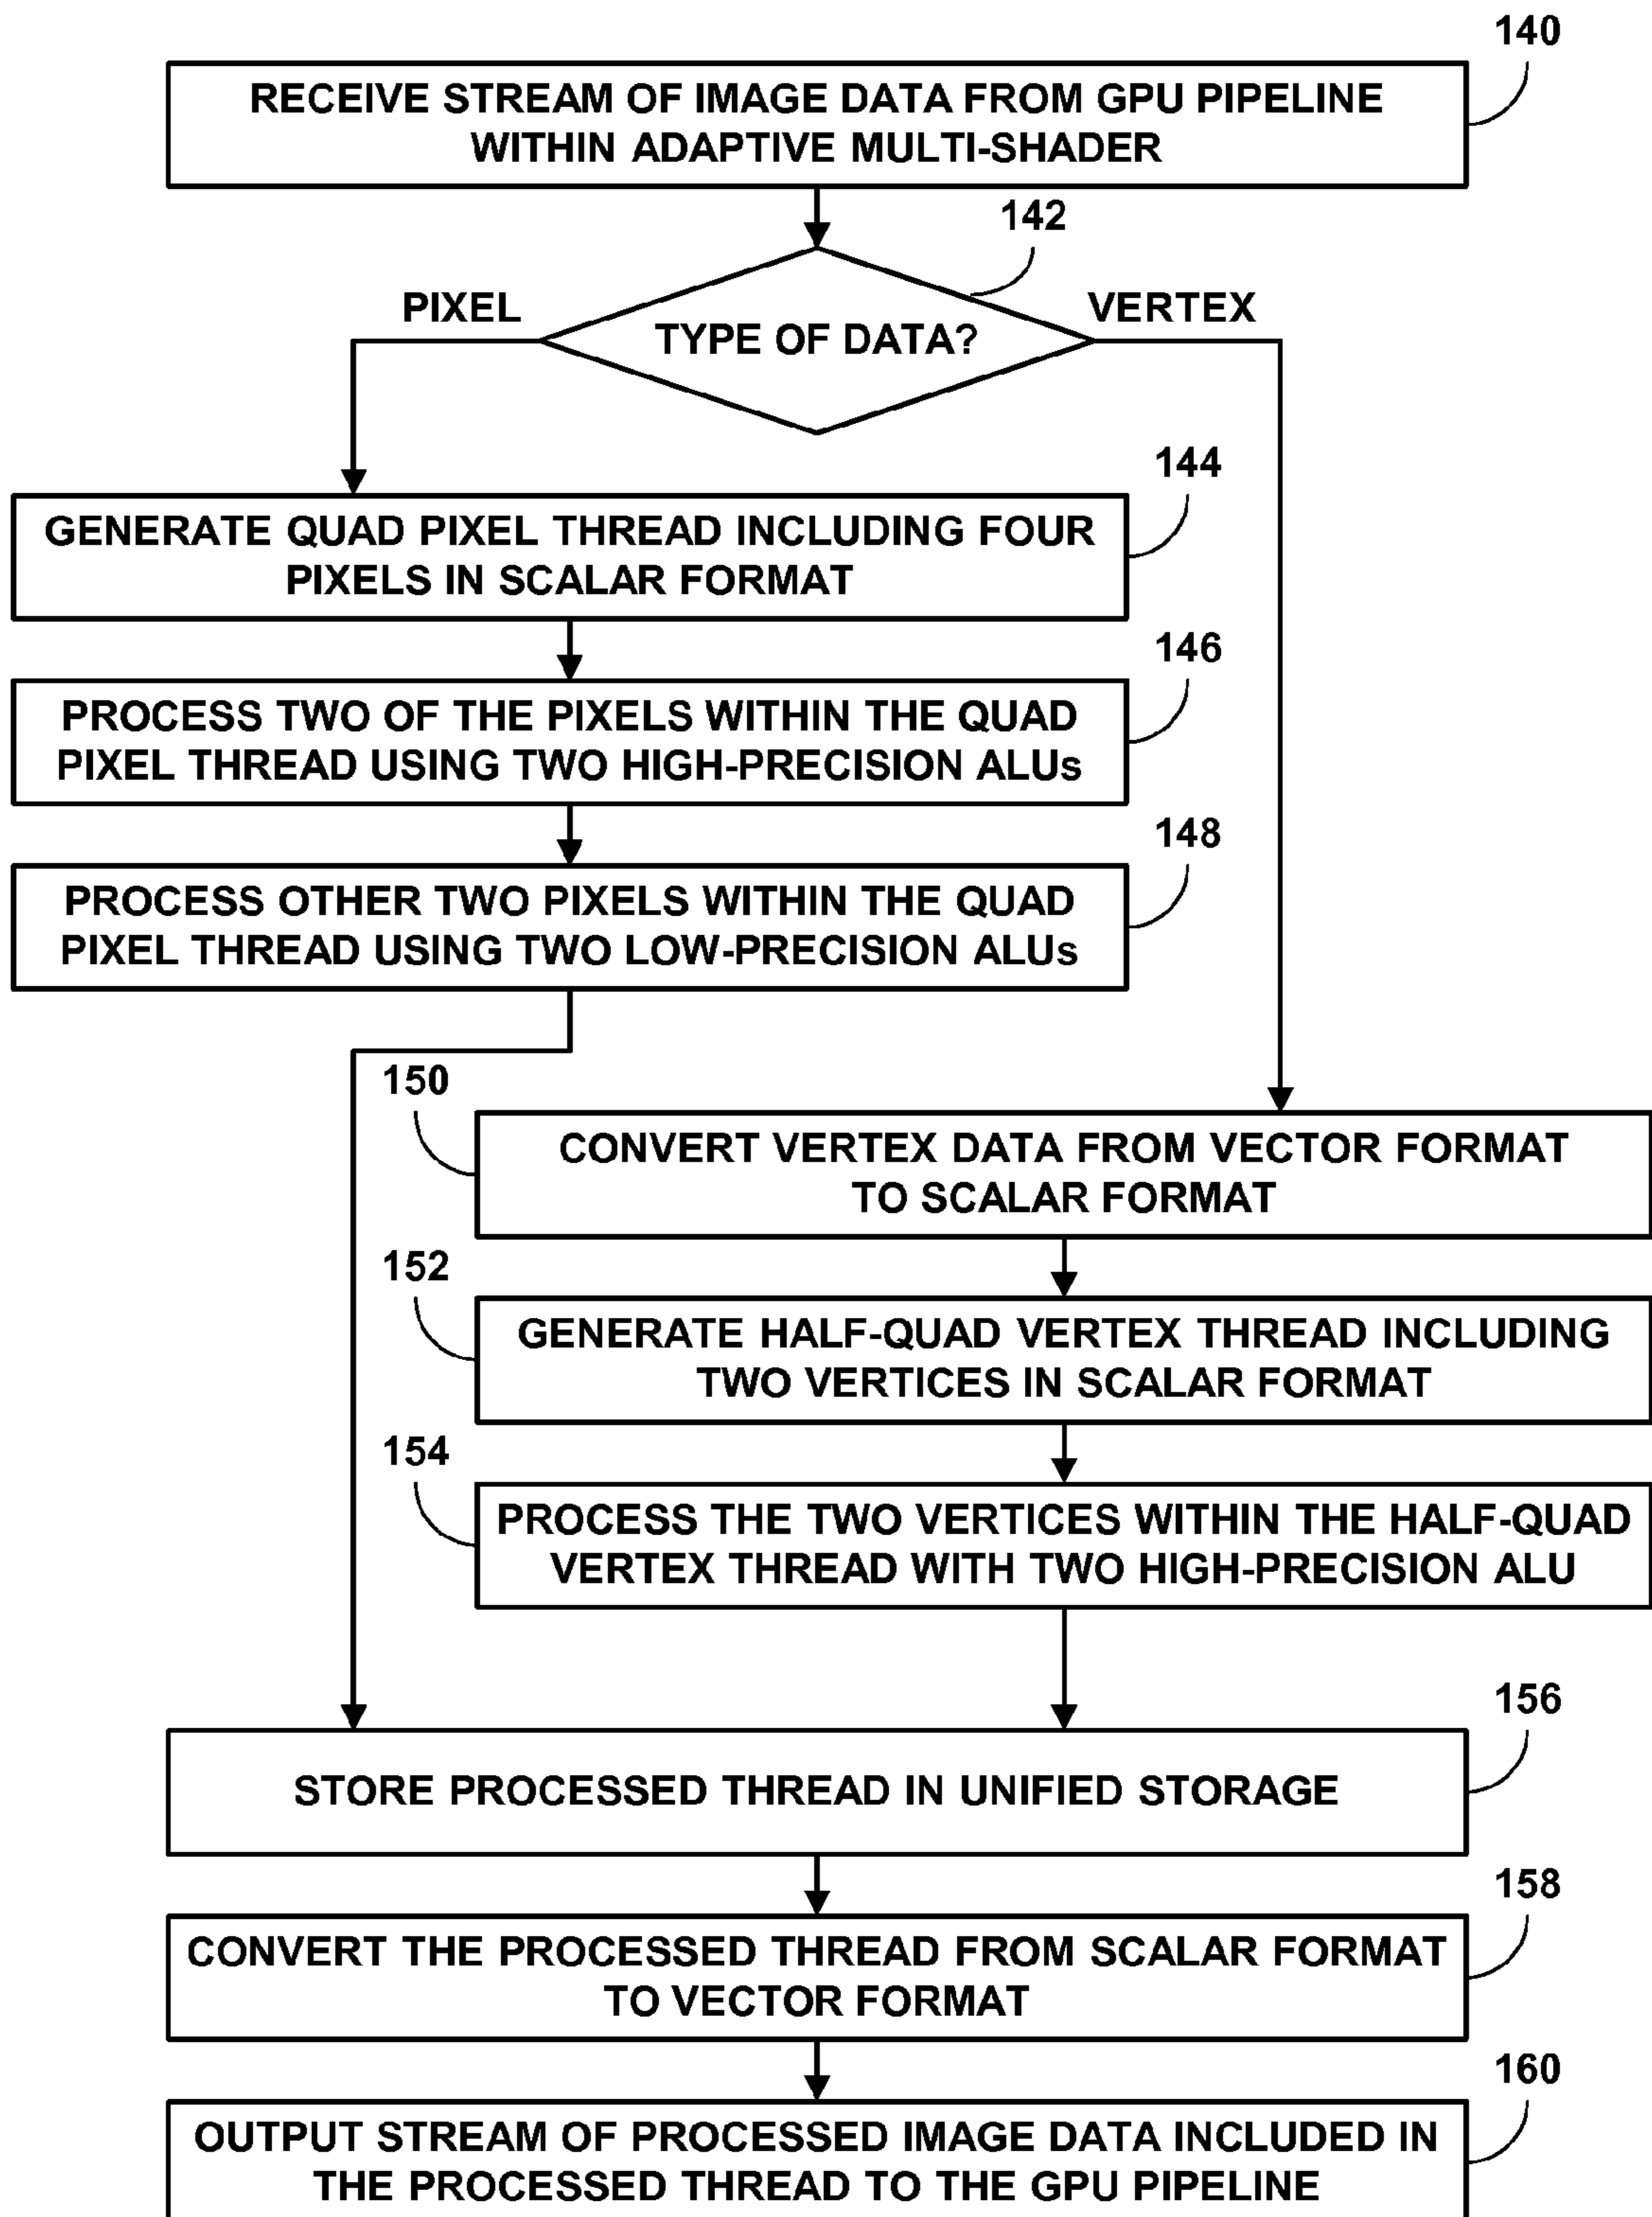 140
RECEIVE STREAM OF IMAGE DATA FROM GPU PIPELINE
WITHIN ADAPTIVE MULTI-SHADER
142
PIXEL
VERTEX
TYPE OF DATA?
144
GENERATE QUAD PIXEL THREAD INCLUDING FOUR
PIXELS IN SCALAR FORMAT
146
PROCESS TWO OF THE PIXELS WITHIN THE QUAD
PIXEL THREAD USING TWO HIGH-PRECISION ALUs
148
PROCESS OTHER TWO PIXELS WITHIN THE QUAD
PIXEL THREAD USING TWO LOW-PRECISION ALUs
150
CONVERT VERTEX DATA FROM VECTOR FORMAT
TO SCALAR FORMAT
152
GENERATE HALF-QUAD VERTEX THREAD INCLUDING
TWO VERTICES IN SCALAR FORMAT
154
PROCESS THE TWO VERTICES WITHIN THE HALF-QUAD
VERTEX THREAD WITH TWO HIGH-PRECISION ALU
156
STORE PROCESSED THREAD IN UNIFIED STORAGE
158
CONVERT THE PROCESSED THREAD FROM SCALAR FORMAT
TO VECTOR FORMAT
160
OUTPUT STREAM OF PROCESSED IMAGE DATA INCLUDED IN
THE PROCESSED THREAD TO THE GPU PIPELINE